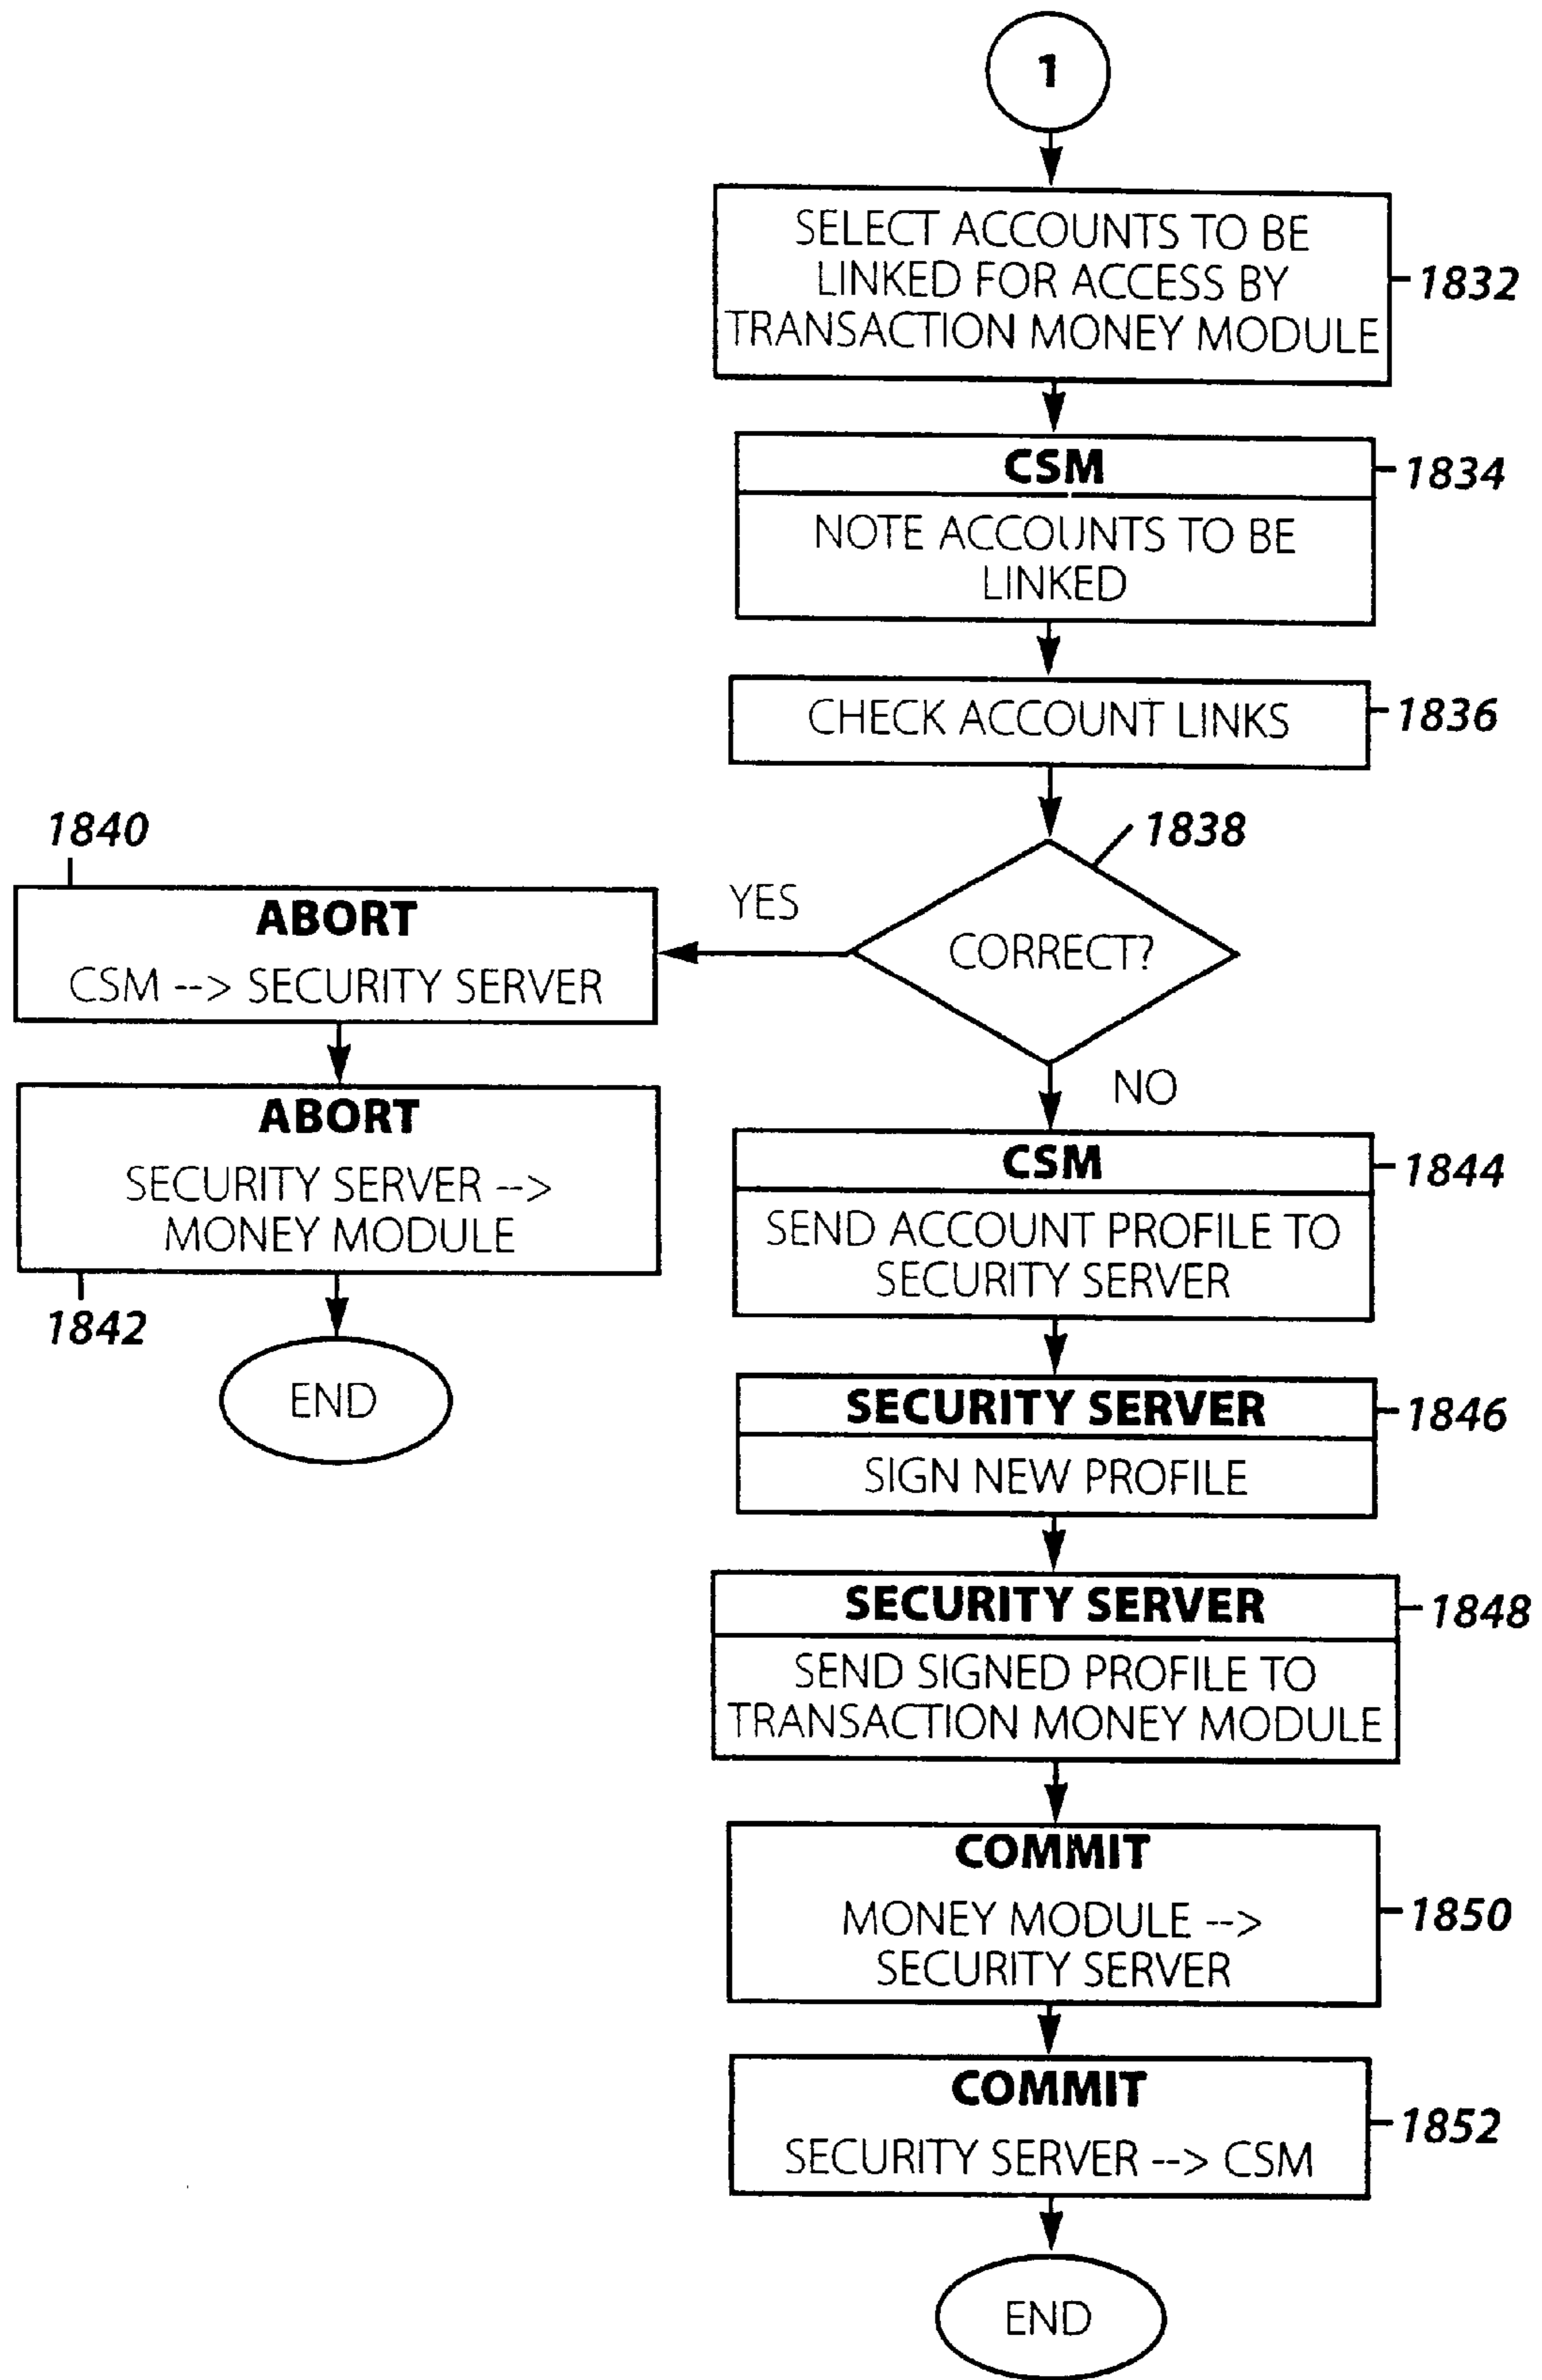 1
SELECT ACCOUNTS TO BE
LINKED FOR ACCESS BY
TRANSACTION MONEY MODULE
1832
CSM
1834
NOTE ACCOUNTS TO BE
LINKED
CHECK ACCOUNT LINKS
1836
1838
CORRECT?
YES
1840
ABORT
CSM --> SECURITY SERVER
ABORT
SECURITY SERVER -->
MONEY MODULE
1842
END
NO
CSM
1844
SEND ACCOUNT PROFILE TO
SECURITY SERVER
SECURITY SERVER
1846
SIGN NEW PROFILE
SECURITY SERVER
1848
SEND SIGNED PROFILE TO
TRANSACTION MONEY MODULE
COMMIT
MONEY MODULE -->
SECURITY SERVER
1850
COMMIT
SECURITY SERVER --> CSM
1852
END